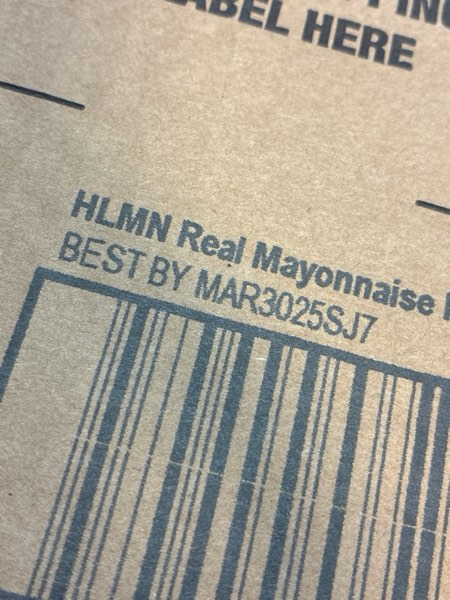 LABEL HERE
HLMN Real Mayonnaise
BEST BY MAR3025SJ7